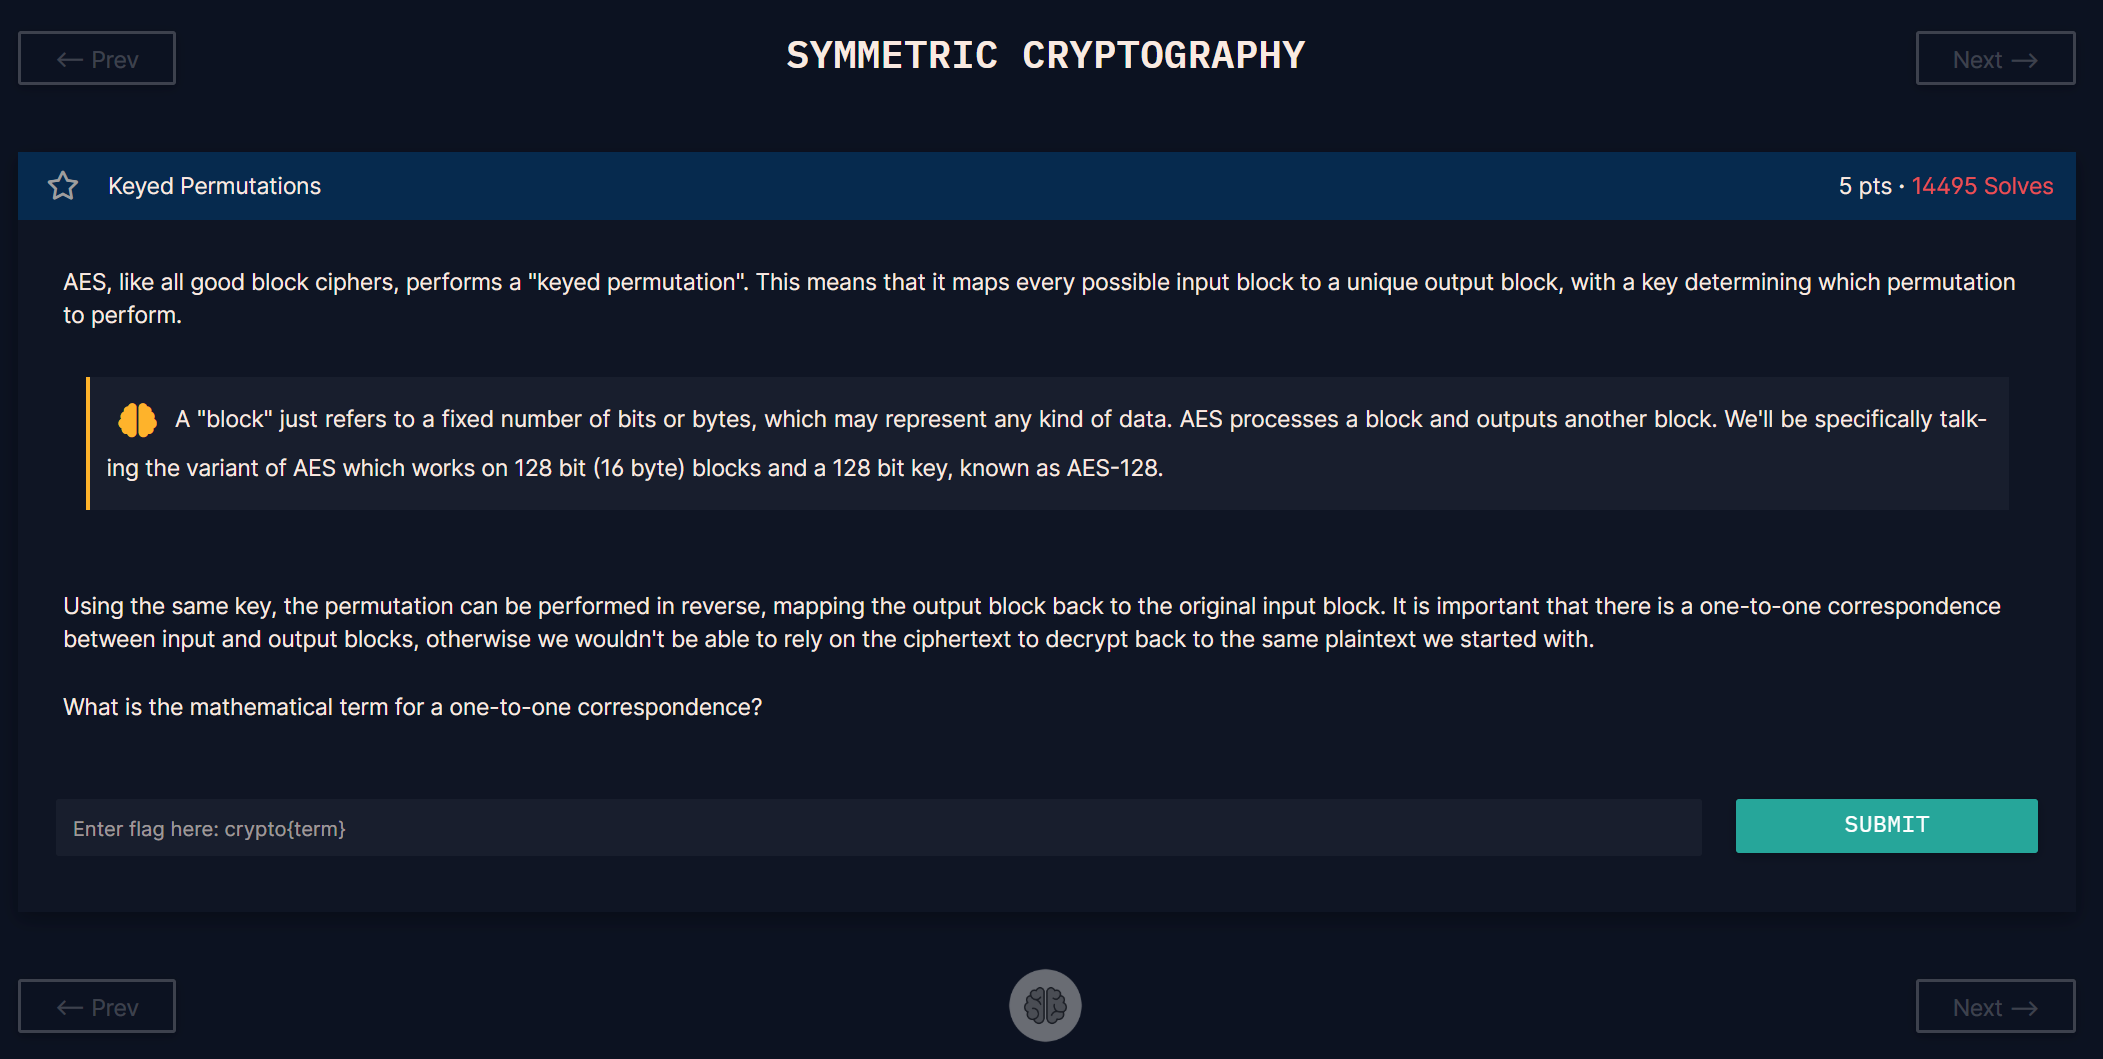 ← Prev
SYMMETRIC CRYPTOGRAPHY
Next →
Keyed Permutations
5 pts · 14495 Solves
AES, like all good block ciphers, performs a "keyed permutation". This means that it maps every possible input block to a unique output block, with a key determining which permutation
to perform.
A "block" just refers to a fixed number of bits or bytes, which may represent any kind of data. AES processes a block and outputs another block. We'll be specifically talk-
ing the variant of AES which works on 128 bit (16 byte) blocks and a 128 bit key, known as AES-128.
Using the same key, the permutation can be performed in reverse, mapping the output block back to the original input block. It is important that there is a one-to-one correspondence
between input and output blocks, otherwise we wouldn't be able to rely on the ciphertext to decrypt back to the same plaintext we started with.
What is the mathematical term for a one-to-one correspondence?
Enter flag here: crypto{term}
SUBMIT
← Prev
Next →